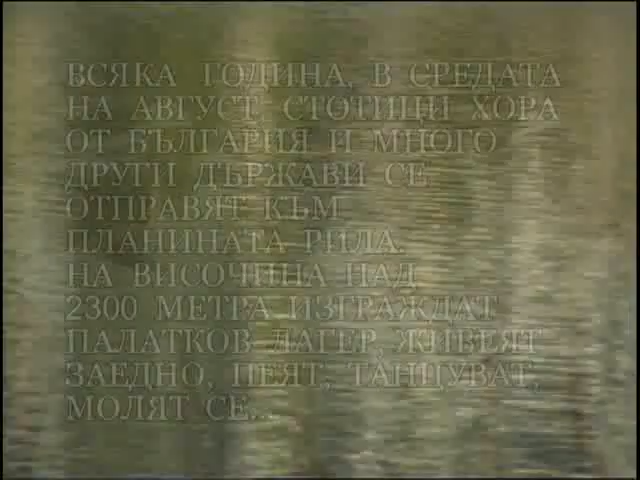 ВСЯКА ГОДИНА, В СРЕДАТА
НА АВГУСТ, СТОТИЦИ ХОРА
ОТ БЪЛГАРИЯ И МНОГО
ДРУГИ ДЪРЖАВИ СЕ
ОТПРАВЯТ КЪМ
ПЛАНИНАТА РИЛА.
НА ВИСОЧИНА НАД
2300 МЕТРА ИЗГРАЖДАТ
ПАЛАТКОВ ЛАГЕР, ЖИВЕЯТ
ЗАЕДНО, ПЕЯТ, ТАНЦУВАТ,
МОЛЯТ СЕ...